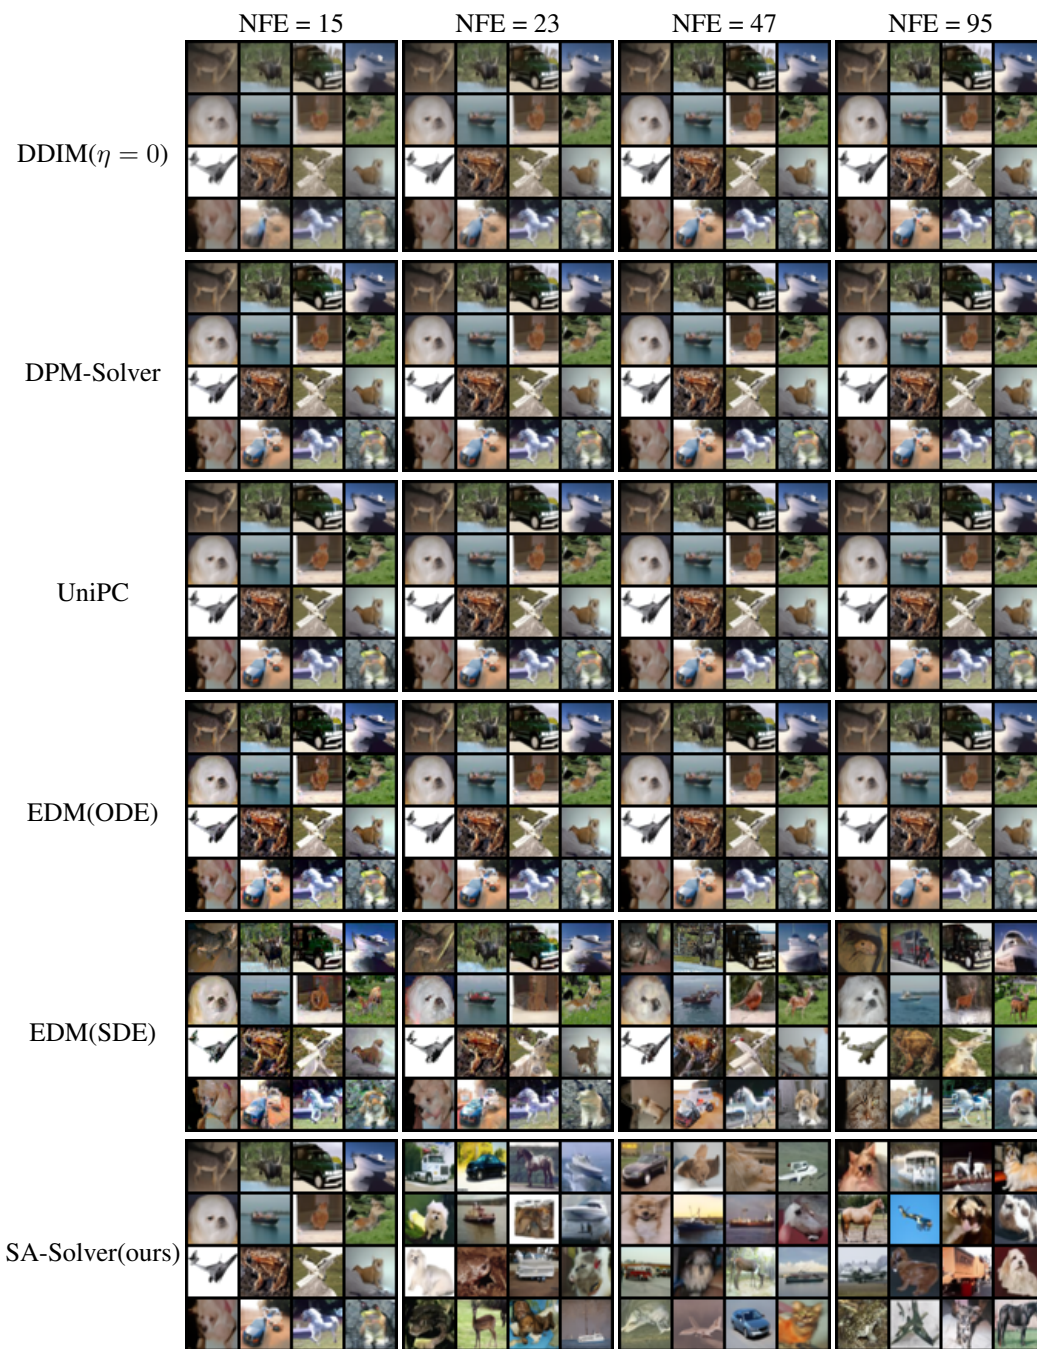 NFE = 15 NFE = 23 NFE = 47 NFE = 95
DDIM(η = 0)
DPM-Solver
UniPC
EDM(ODE)
EDM(SDE)
SA-Solver(ours)